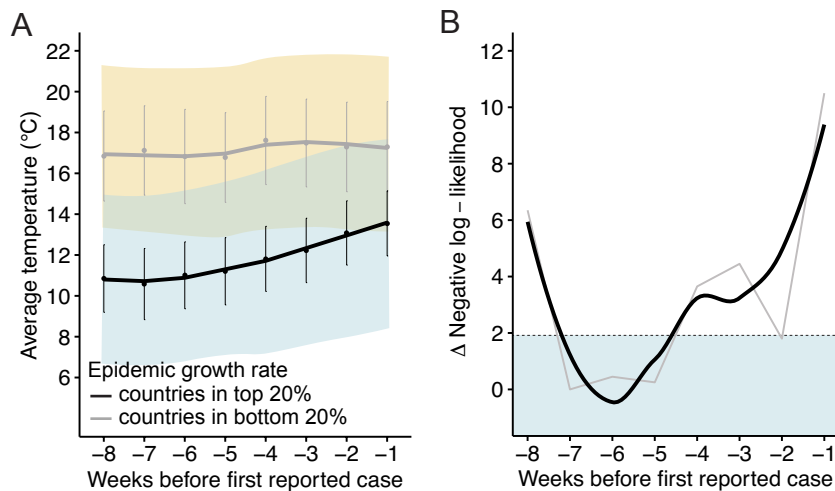 A
22
20
18
16
14
12
10
8
6
Average temperature (°C)
Epidemic growth rate
countries in top 20%
countries in bottom 20%
−8 −7 −6 −5 −4 −3 −2 −1
Weeks before first reported case
B
12
10
8
6
4
2
0
Δ Negative log − likelihood
−8 −7 −6 −5 −4 −3 −2 −1
Weeks before first reported case